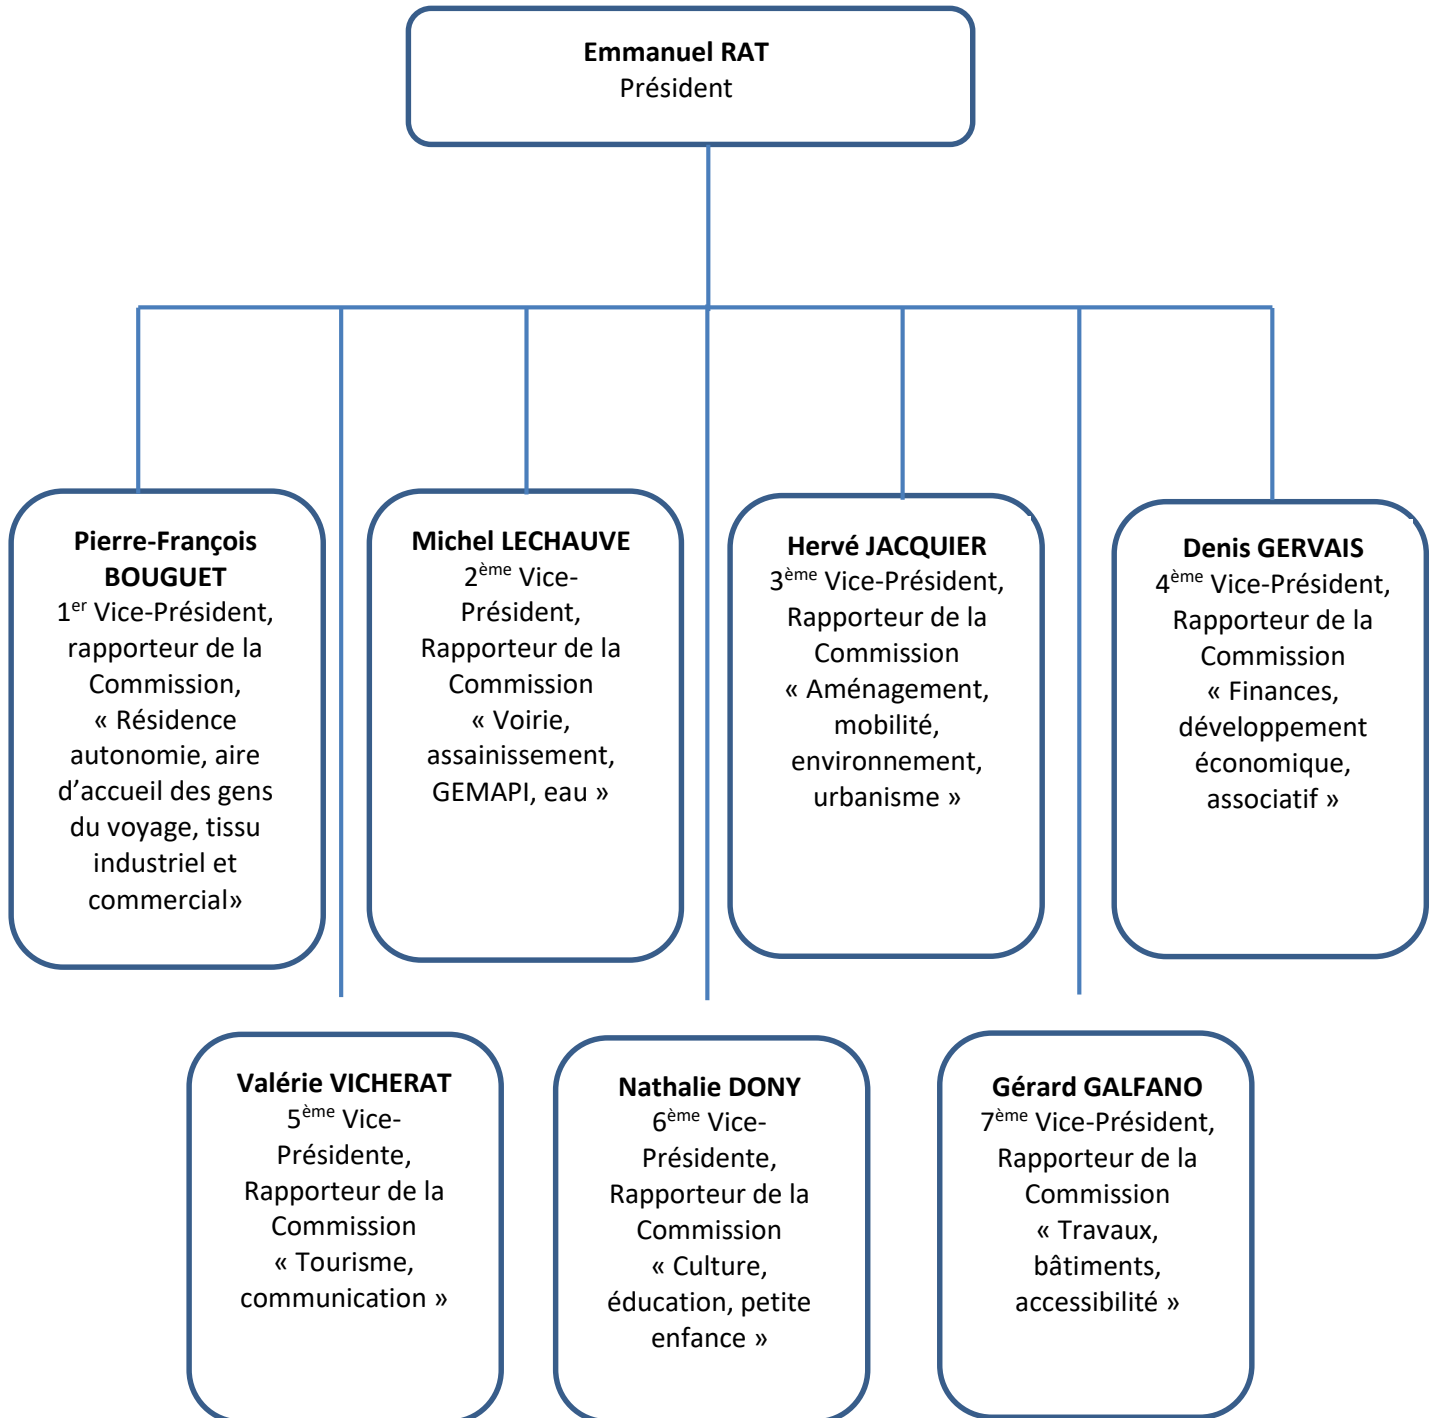 Emmanuel RAT
Président
Pierre-François
BOUGUET
1er Vice-Président,
rapporteur de la
Commission,
« Résidence
autonomie, aire
d’accueil des gens
du voyage, tissu
industriel et
commercial»
Michel LECHAUVE
2ème Vice-
Président,
Rapporteur de la
Commission
« Voirie,
assainissement,
GEMAPI, eau »
Hervé JACQUIER
3ème Vice-Président,
Rapporteur de la
Commission
« Aménagement,
mobilité,
environnement,
urbanisme »
Denis GERVAIS
4ème Vice-Président,
Rapporteur de la
Commission
« Finances,
développement
économique,
associatif »
Valérie VICHERAT
5ème Vice-
Présidente,
Rapporteur de la
Commission
« Tourisme,
communication »
Nathalie DONY
6ème Vice-
Présidente,
Rapporteur de la
Commission
« Culture,
éducation, petite
enfance »
Gérard GALFANO
7ème Vice-Président,
Rapporteur de la
Commission
« Travaux,
bâtiments,
accessibilité »